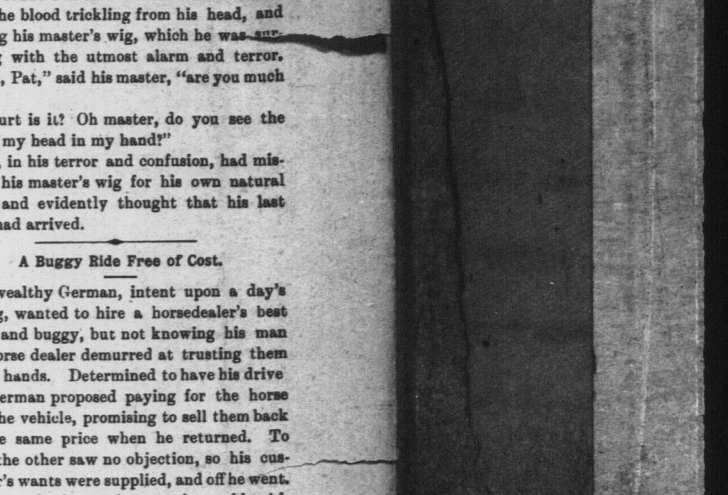 he blood trickling from his head, and
g his master's wig, which he was sur-
with the utmost alarm and terror.
, Pat," said his master, "are you much
urt is it? Oh master, do you see the
my head in my hand?"
, in his terror and confusion, had mis-
his master's wig for his own natural
and evidently thought that his last
had arrived.
A Buggy Ride Free of Cost.
wealthy German, intent upon a day's
g, wanted to hire a horsedealer's best
and buggy, but not knowing his man
orse dealer demurred at trusting them
hands. Determined to have his drive
erman proposed paying for the horse
he vehicle, promising to sell them back
e same price when he returned. To
the other saw no objection, so his cus-
r's wants were supplied, and off he went.